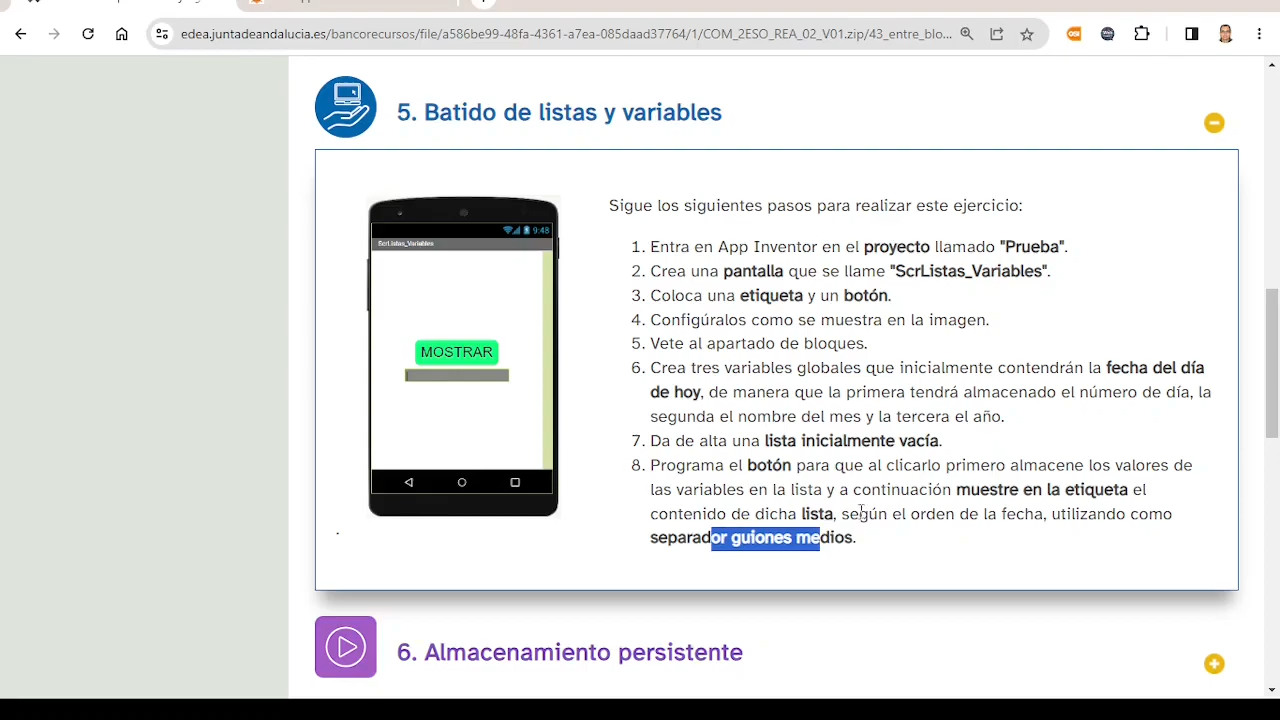 edea.juntadeandalucia.es/bancorecursos/file/a586be99-48fa-4361-a7ea-085daad37764/1/COM_2ESO_REA_02_V01.zip/43_entre_blo...
5. Batido de listas y variables
9:48
ScrListas_Variables
MOSTRAR
Sigue los siguientes pasos para realizar este ejercicio:
1. Entra en App Inventor en el proyecto llamado "Prueba".
2. Crea una pantalla que se llame "ScrListas_Variables".
3. Coloca una etiqueta y un botón.
4. Configúralos como se muestra en la imagen.
5. Vete al apartado de bloques.
6. Crea tres variables globales que inicialmente contendrán la fecha del día
de hoy, de manera que la primera tendrá almacenado el número de día, la
segunda el nombre del mes y la tercera el año.
7. Da de alta una lista inicialmente vacía.
8. Programa el botón para que al clicarlo primero almacene los valores de
las variables en la lista y a continuación muestre en la etiqueta el
contenido de dicha lista, según el orden de la fecha, utilizando como
separador guiones medios.
6. Almacenamiento persistente